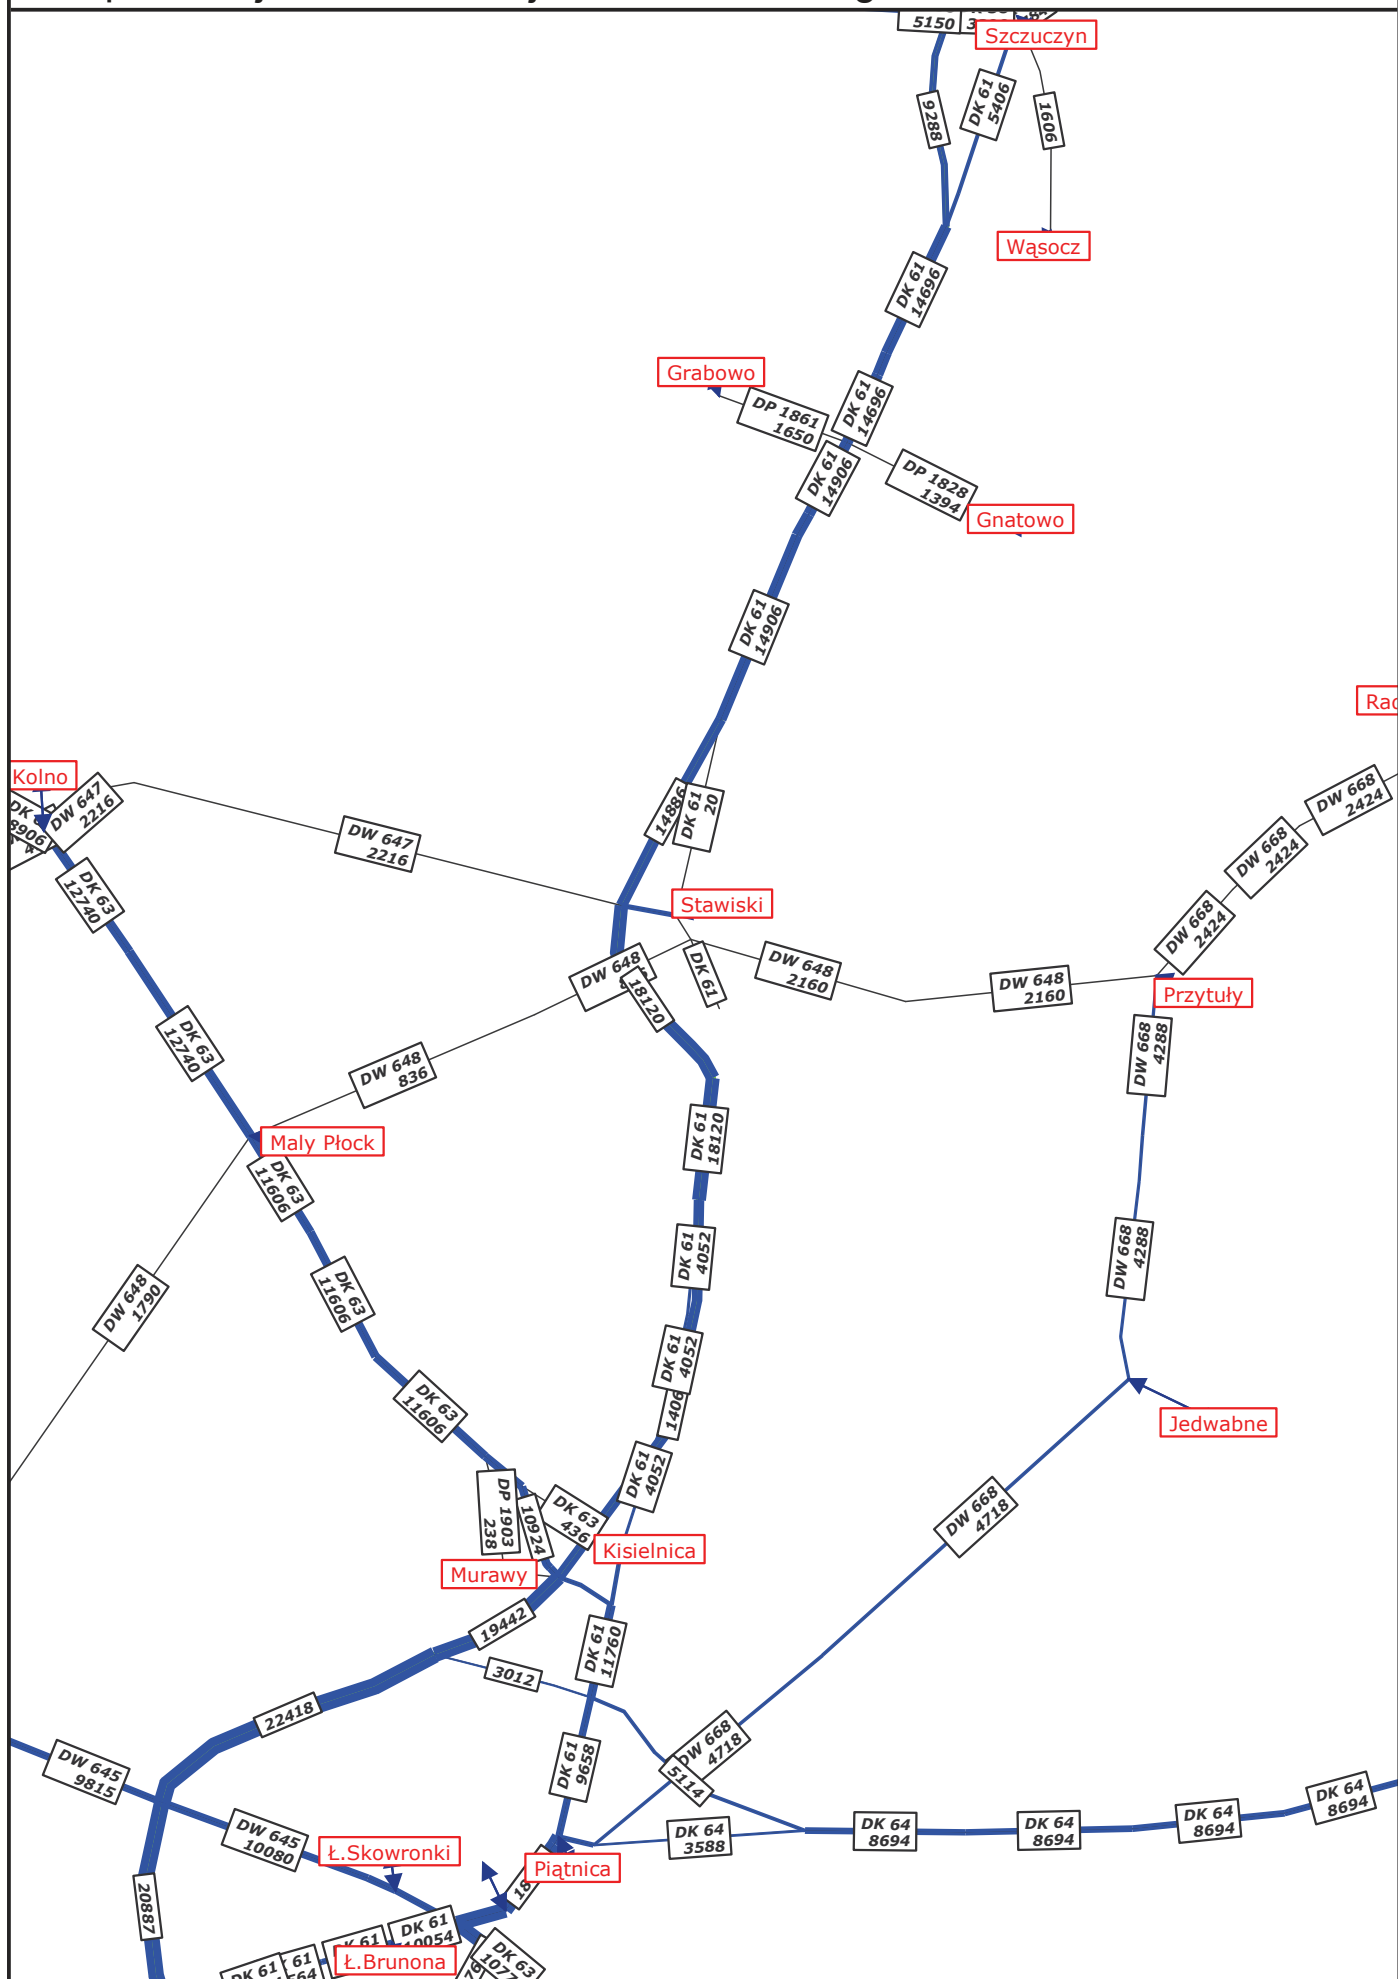 5150
Szczuczyn
9288
DK 61
5406
1606
Wąsocz
DK 61
14696
Grabowo
DP 1861
1650
DK 61
14696
DK 61
14906
DP 1828
1394
Gnatowo
DK 61
14906
Kolno
DW 647
2216
8906
DW 647
2216
14886
DK 61
20
DW 668
2424
DW 668
2424
DK 63
12740
Stawiski
DW 668
2424
DW 648
18120
DK 61
DW 648
2160
DW 648
2160
Przytuły
DK 63
12740
DW 648
836
DW 668
4288
Maly Płock
DK 61
18120
DK 63
11606
DK 61
4052
DW 668
4288
DW 648
1790
DK 63
11606
DK 61
4052
DK 63
11606
Jedwabne
DK 61
4052
DP 1903
238
10924
DK 63
436
DW 668
4718
Kisielnica
Murawy
19442
DK 61
11760
3012
22418
DW 668
4718
DW 645
9815
DK 61
9658
5114
DW 645
10080
Ł.Skowronki
DK 64
3588
DK 64
8694
DK 64
8694
DK 64
8694
DK 64
8694
Piątnica
20887
DK 61
10054
Ł.Brunona
DK 63
DK 61